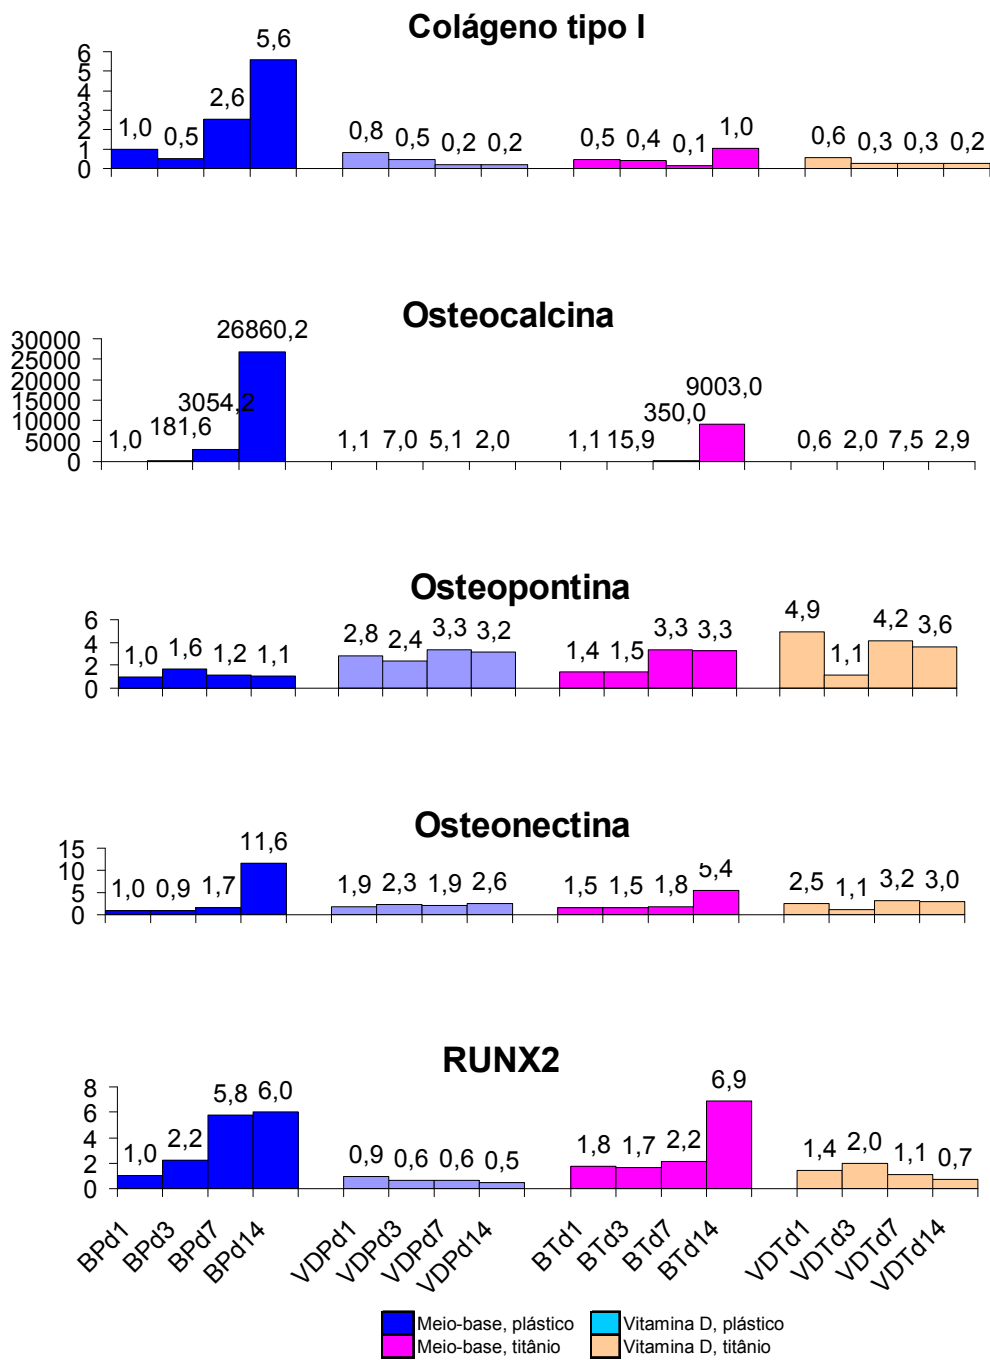 Colágeno tipo I
6
5
4
3
2
1
0
1,0 0,5 2,6 5,6 0,8 0,5 0,2 0,2 0,5 0,4 0,1 1,0 0,6 0,3 0,3 0,2
Osteocalcina
30000
25000
20000
15000
10000
5000
0
1,0 181,6 3054,2 26860,2 1,1 7,0 5,1 2,0 1,1 15,9 350,0 9003,0 0,6 2,0 7,5 2,9
Osteopontina
6
4
2
0
1,0 1,6 1,2 1,1 2,8 2,4 3,3 3,2 1,4 1,5 3,3 3,3 4,9 1,1 4,2 3,6
Osteonectina
15
10
5
0
1,0 0,9 1,7 11,6 1,9 2,3 1,9 2,6 1,5 1,5 1,8 5,4 2,5 1,1 3,2 3,0
RUNX2
8
6
4
2
0
1,0 2,2 5,8 6,0 0,9 0,6 0,6 0,5 1,8 1,7 2,2 6,9 1,4 2,0 1,1 0,7
BPd1 BPd3 BPd7 BPd14 VDPd1 VDPd3 VDPd7 VDPd14 BTd1 BTd3 BTd7 BTd14 VDTd1 VDTd3 VDTd7 VDTd14
Meio-base, plástico Vitamina D, plástico
Meio-base, titânio Vitamina D, titânio